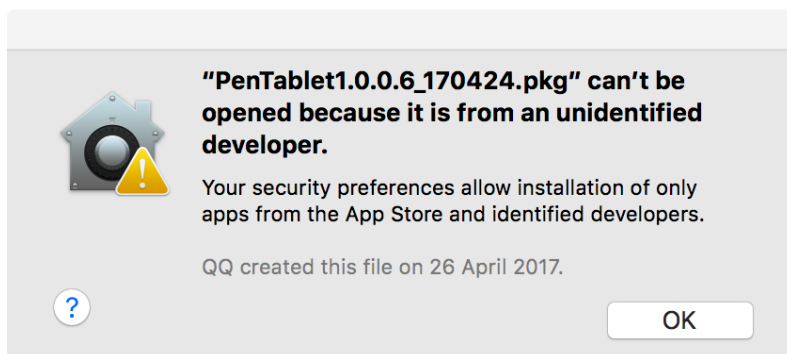 “PenTablet1.0.0.6_170424.pkg” can’t be
opened because it is from an unidentified
developer.
Your security preferences allow installation of only
apps from the App Store and identified developers.
QQ created this file on 26 April 2017.
?
OK